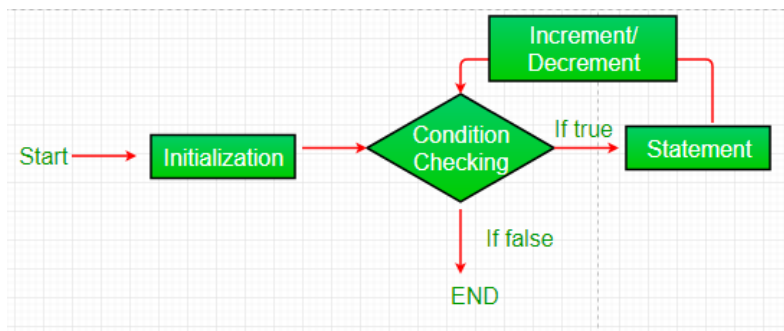 Increment/
Decrement
Start
Initialization
Condition
Checking
If true
Statement
If false
END